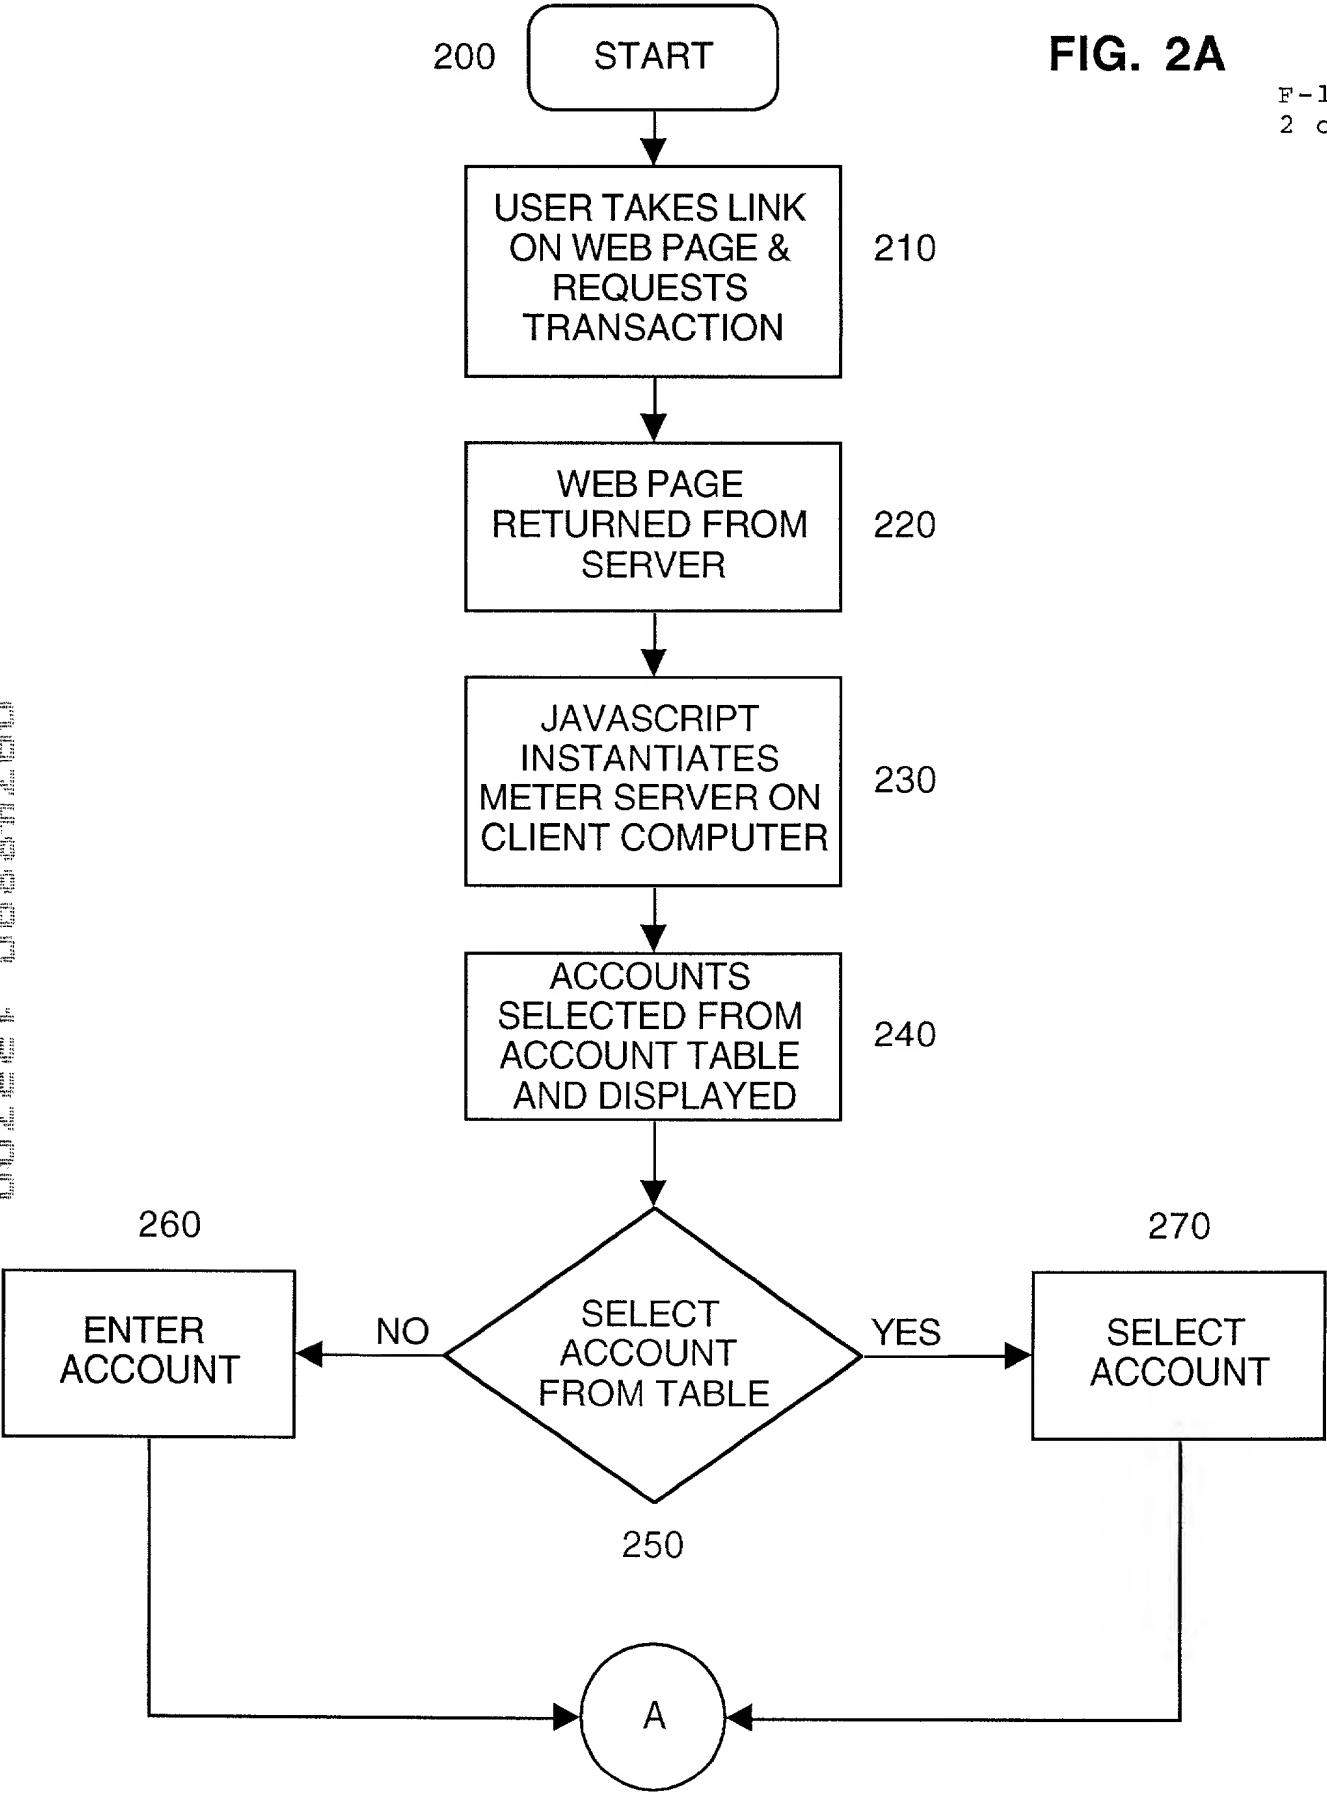 200
START
FIG. 2A
F-1
2
USER TAKES LINK
ON WEB PAGE &
REQUESTS
TRANSACTION
210
WEB PAGE
RETURNED FROM
SERVER
220
JAVASCRIPT
INSTANTIATES
METER SERVER ON
CLIENT COMPUTER
230
ACCOUNTS
SELECTED FROM
ACCOUNT TABLE
AND DISPLAYED
240
260
270
ENTER
ACCOUNT
NO
SELECT
ACCOUNT
FROM TABLE
YES
SELECT
ACCOUNT
250
A